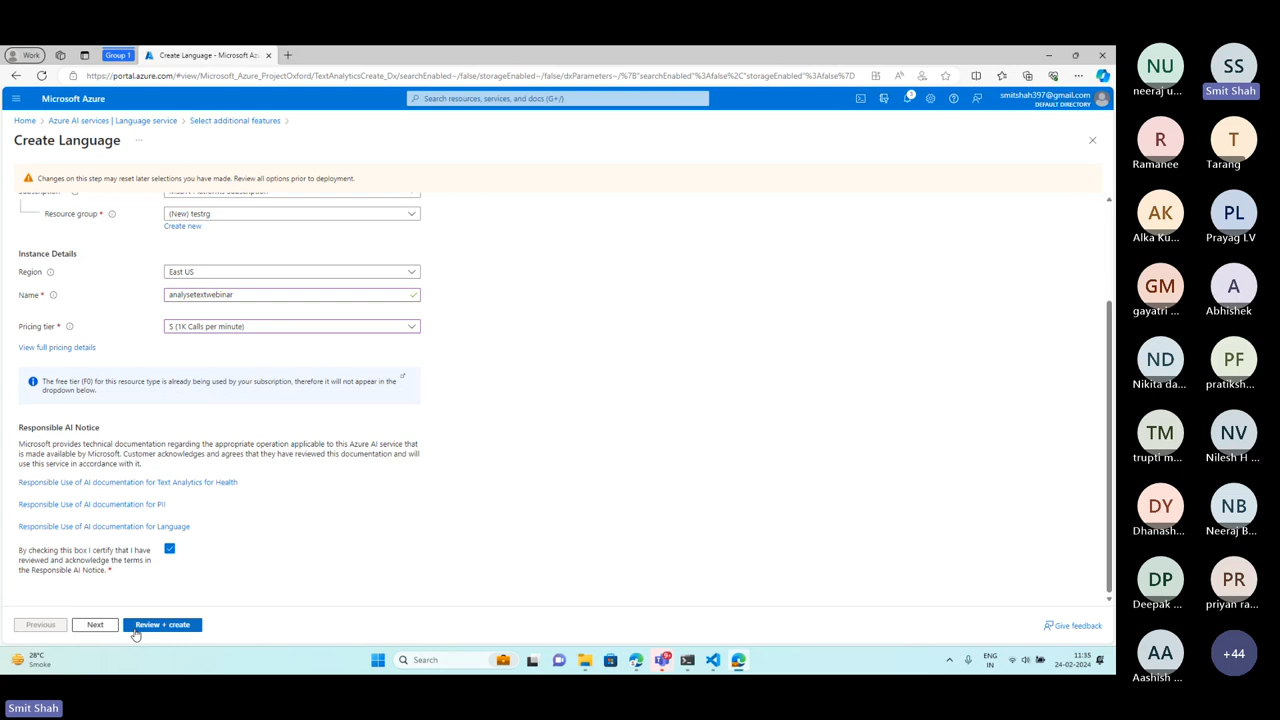 Work
Group 1
Create Language - Microsoft Az
https://portal.azure.com/#view/Microsoft_Azure_ProjectOxford/TextAnalyticsCreate_Dx/searchEnabled~/false/storageEnabled~/false/dxParameters~/%7B"searchEnabled"%3Afalse%2C"storageEnabled"%3Afalse%7D
Microsoft Azure
Search resources, services, and docs (G+/)
1
smitshah397@gmail.com
DEFAULT DIRECTORY
Home > Azure AI services | Language service > Select additional features >
Create Language ...
Changes on this step may reset later selections you have made. Review all options prior to deployment.
Resource group *
(New) testrg
Create new
Instance Details
Region
East US
Name *
analysetextwebinar
Pricing tier *
S (1K Calls per minute)
View full pricing details
The free tier (F0) for this resource type is already being used by your subscription, therefore it will not appear in the
dropdown below.
Responsible AI Notice
Microsoft provides technical documentation regarding the appropriate operation applicable to this Azure AI service that
is made available by Microsoft. Customer acknowledges and agrees that they have reviewed this documentation and will
use this service in accordance with it.
Responsible Use of AI documentation for Text Analytics for Health
Responsible Use of AI documentation for PII
Responsible Use of AI documentation for Language
By checking this box I certify that I have
reviewed and acknowledge the terms in
the Responsible AI Notice. *
Previous
Next
Review + create
Give feedback
28°C
Smoke
Search
ENG
IN
11:35
24-02-2024
Smit Shah
NU
neeraj u...
SS
Smit Shah
R
Ramanee
T
Tarang
AK
Alka Ku...
PL
Prayag LV
GM
gayatri ...
A
Abhishek
ND
Nikita da...
PF
pratiksh...
TM
trupti m...
NV
Nilesh H ...
DY
Dhanash...
NB
Neeraj B...
DP
Deepak ...
PR
priyan ra...
AA
Aashish ...
+44